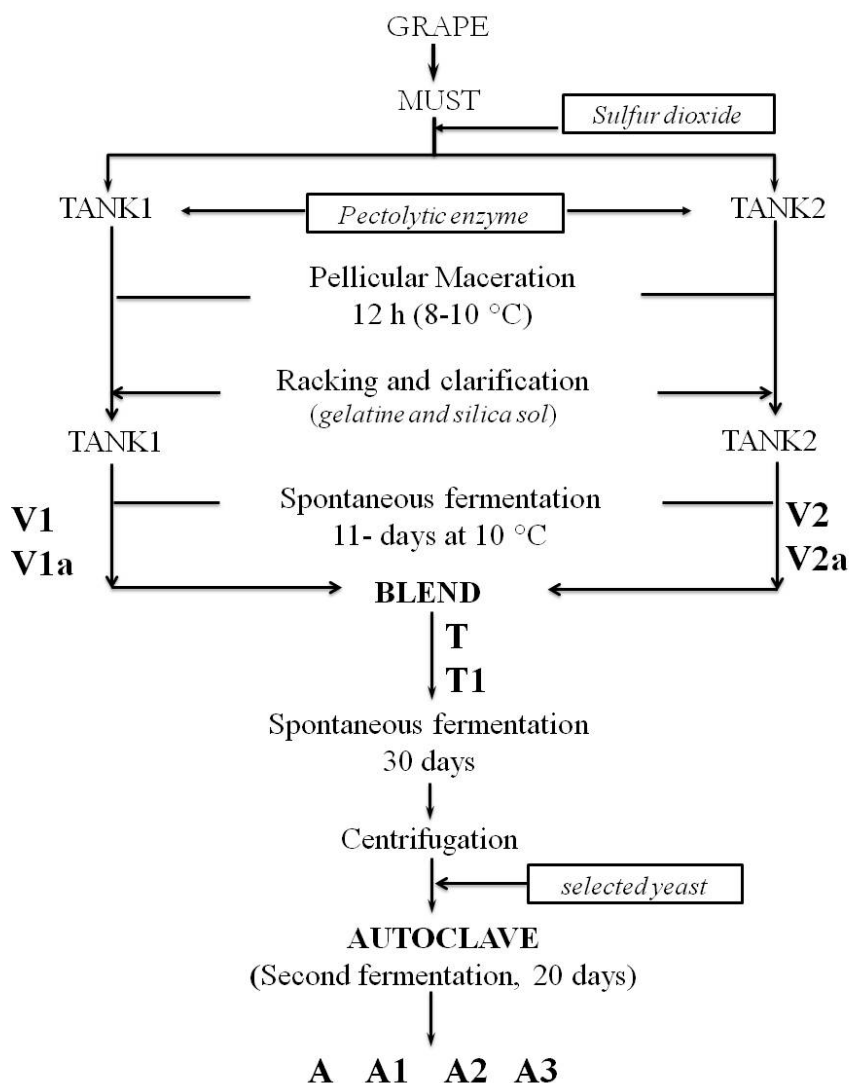 GRAPE
MUST
Sulfur dioxide
TANK1
Pectolytic enzyme
TANK2
Pellicular Maceration
12 h (8-10 °C)
Racking and clarification
(gelatine and silica sol)
TANK1
TANK2
Spontaneous fermentation
11- days at 10 °C
V1
V1a
V2
V2a
BLEND
T
T1
Spontaneous fermentation
30 days
Centrifugation
selected yeast
AUTOCLAVE
(Second fermentation, 20 days)
A A1 A2 A3